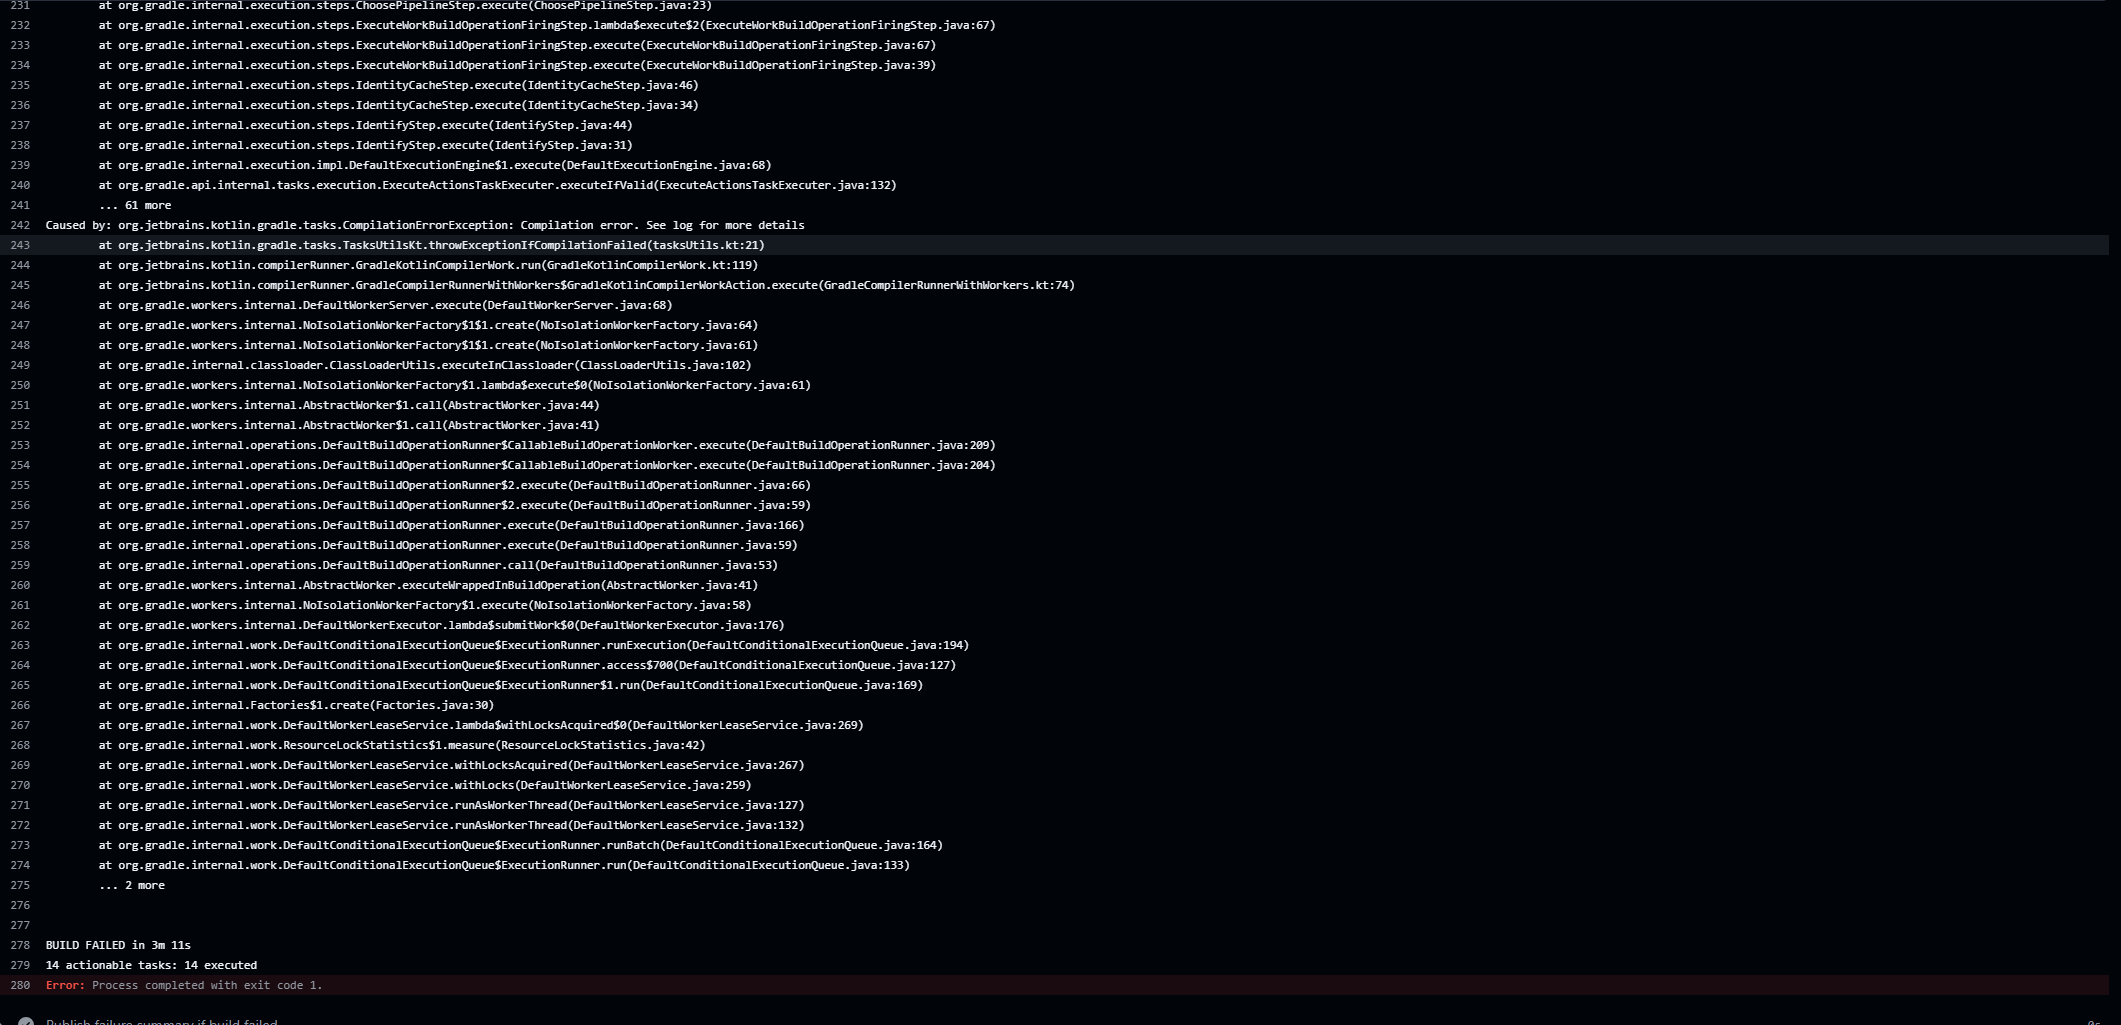 231 at org.gradle.internal.execution.steps.ChoosePipelineStep.execute(ChoosePipelineStep.java:23)
232 at org.gradle.internal.execution.steps.ExecuteWorkBuildOperationFiringStep.lambda$execute$2(ExecuteWorkBuildOperationFiringStep.java:67)
233 at org.gradle.internal.execution.steps.ExecuteWorkBuildOperationFiringStep.execute(ExecuteWorkBuildOperationFiringStep.java:67)
234 at org.gradle.internal.execution.steps.ExecuteWorkBuildOperationFiringStep.execute(ExecuteWorkBuildOperationFiringStep.java:39)
235 at org.gradle.internal.execution.steps.IdentityCacheStep.execute(IdentityCacheStep.java:46)
236 at org.gradle.internal.execution.steps.IdentityCacheStep.execute(IdentityCacheStep.java:34)
237 at org.gradle.internal.execution.steps.IdentifyStep.execute(IdentifyStep.java:44)
238 at org.gradle.internal.execution.steps.IdentifyStep.execute(IdentifyStep.java:31)
239 at org.gradle.internal.execution.impl.DefaultExecutionEngine$1.execute(DefaultExecutionEngine.java:68)
240 at org.gradle.api.internal.tasks.execution.ExecuteActionsTaskExecuter.executeIfValid(ExecuteActionsTaskExecuter.java:132)
241 ... 61 more
242 Caused by: org.jetbrains.kotlin.gradle.tasks.CompilationErrorException: Compilation error. See log for more details
243 at org.jetbrains.kotlin.gradle.tasks.TasksUtilsKt.throwExceptionIfCompilationFailed(tasksUtils.kt:21)
244 at org.jetbrains.kotlin.compilerRunner.GradleKotlinCompilerWork.run(GradleKotlinCompilerWork.kt:119)
245 at org.jetbrains.kotlin.compilerRunner.GradleCompilerRunnerWithWorkers$GradleKotlinCompilerWorkAction.execute(GradleCompilerRunnerWithWorkers.kt:74)
246 at org.gradle.workers.internal.DefaultWorkerServer.execute(DefaultWorkerServer.java:68)
247 at org.gradle.workers.internal.NoIsolationWorkerFactory$1$1.create(NoIsolationWorkerFactory.java:64)
248 at org.gradle.workers.internal.NoIsolationWorkerFactory$1$1.create(NoIsolationWorkerFactory.java:61)
249 at org.gradle.internal.classloader.ClassLoaderUtils.executeInClassloader(ClassLoaderUtils.java:102)
250 at org.gradle.workers.internal.NoIsolationWorkerFactory$1.lambda$execute$0(NoIsolationWorkerFactory.java:61)
251 at org.gradle.workers.internal.AbstractWorker$1.call(AbstractWorker.java:44)
252 at org.gradle.workers.internal.AbstractWorker$1.call(AbstractWorker.java:41)
253 at org.gradle.internal.operations.DefaultBuildOperationRunner$CallableBuildOperationWorker.execute(DefaultBuildOperationRunner.java:209)
254 at org.gradle.internal.operations.DefaultBuildOperationRunner$CallableBuildOperationWorker.execute(DefaultBuildOperationRunner.java:204)
255 at org.gradle.internal.operations.DefaultBuildOperationRunner$2.execute(DefaultBuildOperationRunner.java:66)
256 at org.gradle.internal.operations.DefaultBuildOperationRunner$2.execute(DefaultBuildOperationRunner.java:59)
257 at org.gradle.internal.operations.DefaultBuildOperationRunner.execute(DefaultBuildOperationRunner.java:166)
258 at org.gradle.internal.operations.DefaultBuildOperationRunner.execute(DefaultBuildOperationRunner.java:59)
259 at org.gradle.internal.operations.DefaultBuildOperationRunner.call(DefaultBuildOperationRunner.java:53)
260 at org.gradle.workers.internal.AbstractWorker.executeWrappedInBuildOperation(AbstractWorker.java:41)
261 at org.gradle.workers.internal.NoIsolationWorkerFactory$1.execute(NoIsolationWorkerFactory.java:58)
262 at org.gradle.workers.internal.DefaultWorkerExecutor.lambda$submitWork$0(DefaultWorkerExecutor.java:176)
263 at org.gradle.internal.work.DefaultConditionalExecutionQueue$ExecutionRunner.runExecution(DefaultConditionalExecutionQueue.java:194)
264 at org.gradle.internal.work.DefaultConditionalExecutionQueue$ExecutionRunner.access$700(DefaultConditionalExecutionQueue.java:127)
265 at org.gradle.internal.work.DefaultConditionalExecutionQueue$ExecutionRunner$1.run(DefaultConditionalExecutionQueue.java:169)
266 at org.gradle.internal.Factories$1.create(Factories.java:30)
267 at org.gradle.internal.work.DefaultWorkerLeaseService.lambda$withLocksAcquired$0(DefaultWorkerLeaseService.java:269)
268 at org.gradle.internal.work.ResourceLockStatistics$1.measure(ResourceLockStatistics.java:42)
269 at org.gradle.internal.work.DefaultWorkerLeaseService.withLocksAcquired(DefaultWorkerLeaseService.java:267)
270 at org.gradle.internal.work.DefaultWorkerLeaseService.withLocks(DefaultWorkerLeaseService.java:259)
271 at org.gradle.internal.work.DefaultWorkerLeaseService.runAsWorkerThread(DefaultWorkerLeaseService.java:127)
272 at org.gradle.internal.work.DefaultWorkerLeaseService.runAsWorkerThread(DefaultWorkerLeaseService.java:132)
273 at org.gradle.internal.work.DefaultConditionalExecutionQueue$ExecutionRunner.runBatch(DefaultConditionalExecutionQueue.java:164)
274 at org.gradle.internal.work.DefaultConditionalExecutionQueue$ExecutionRunner.run(DefaultConditionalExecutionQueue.java:133)
275 ... 2 more
276
277
278 BUILD FAILED in 3m 11s
279 14 actionable tasks: 14 executed
280 Error: Process completed with exit code 1.
Publish failure summary if build failed 0s